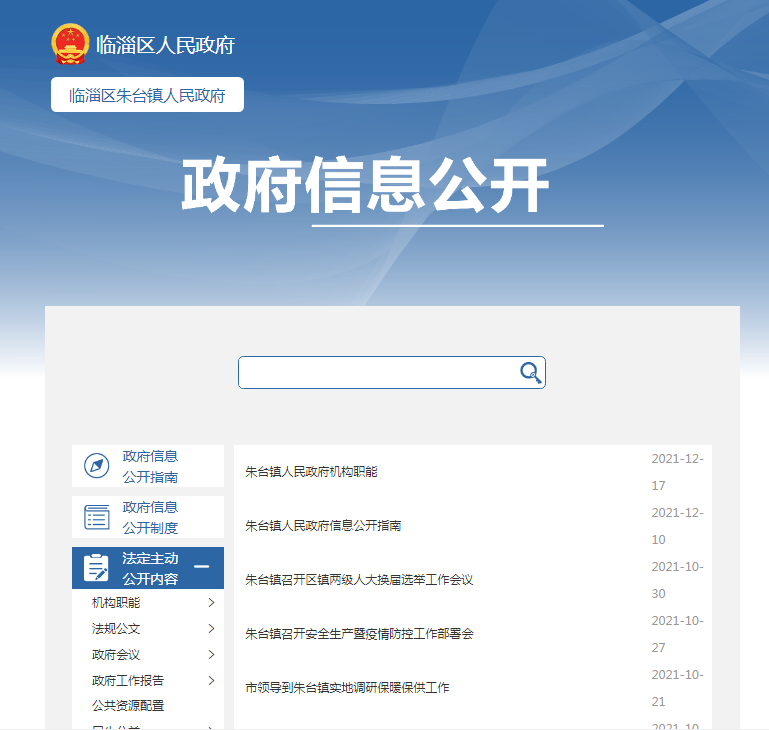 临淄区人民政府
临淄区朱台镇人民政府
政府信息公开
政府信息
公开指南
政府信息
公开制度
法定主动
公开内容
机构职能
法规公文
政府会议
政府工作报告
公共资源配置
朱台镇人民政府机构职能
2021-12-
17
朱台镇人民政府信息公开指南
2021-12-
10
朱台镇召开区镇两级人大换届选举工作会议
2021-10-
30
朱台镇召开安全生产暨疫情防控工作部署会
2021-10-
27
市领导到朱台镇实地调研保暖保供工作
2021-10-
21
2021-10-